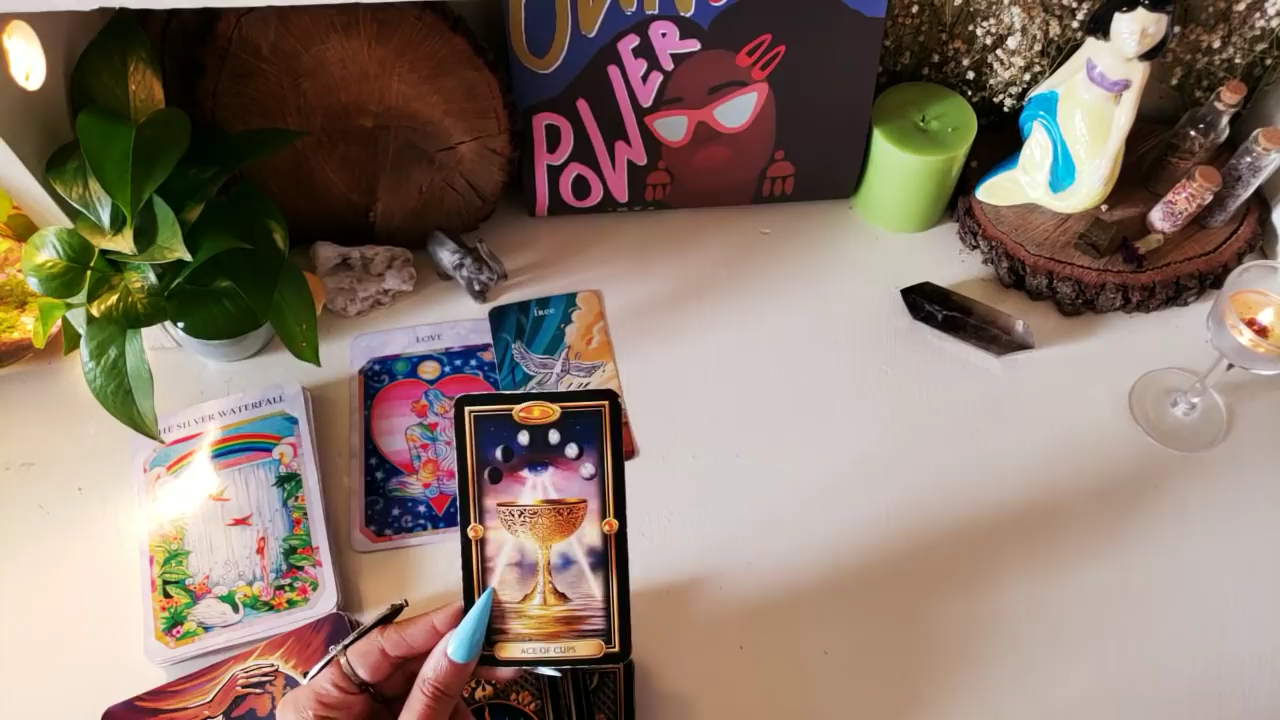 POWER
LOVE
free
THE SILVER WATERFALL
ACE OF CUPS